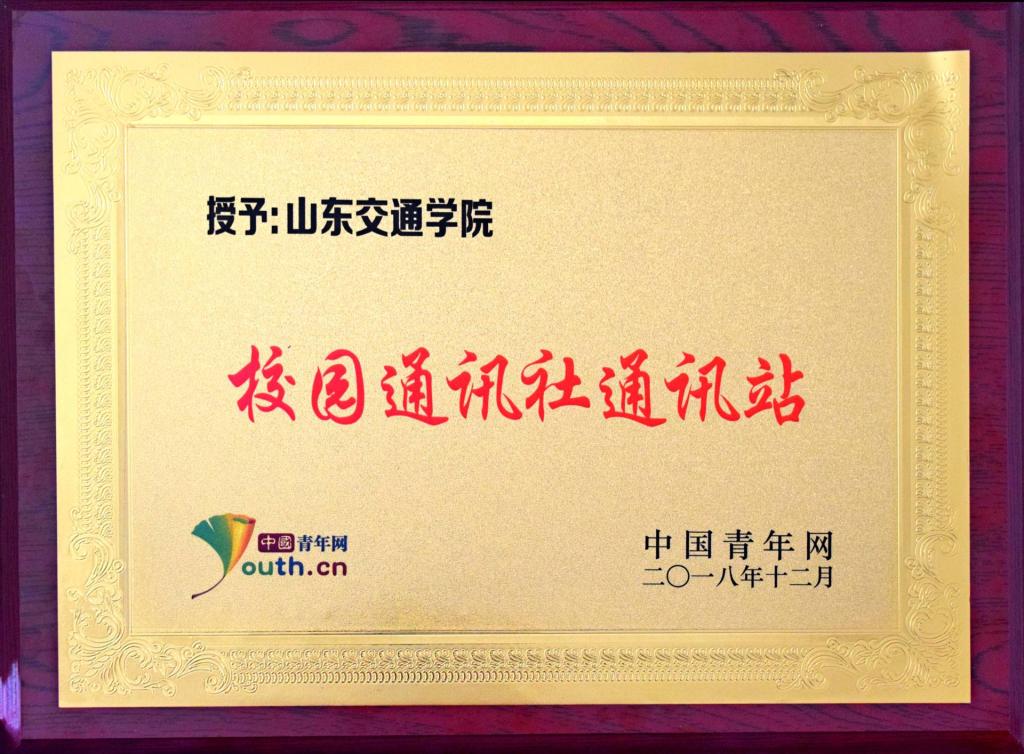 授予:山东交通学院
校园通讯社通讯站
中國 青年网
Youth.cn
中国青年网
二〇一八年十二月